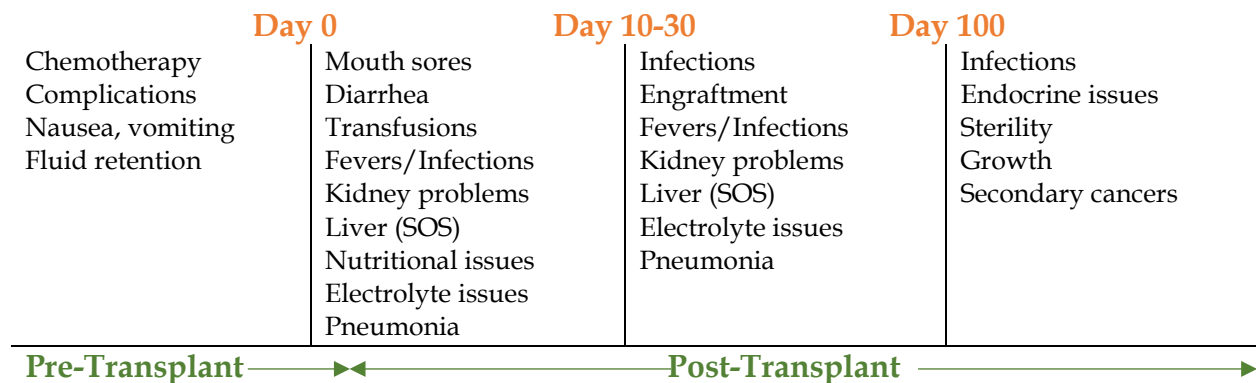 Day 0
Day 10-30
Day 100
Chemotherapy
Complications
Nausea, vomiting
Fluid retention
Mouth sores
Diarrhea
Transfusions
Fevers/Infections
Kidney problems
Liver (SOS)
Nutritional issues
Electrolyte issues
Pneumonia
Infections
Engraftment
Fevers/Infections
Kidney problems
Liver (SOS)
Electrolyte issues
Pneumonia
Infections
Endocrine issues
Sterility
Growth
Secondary cancers
Pre-Transplant
Post-Transplant